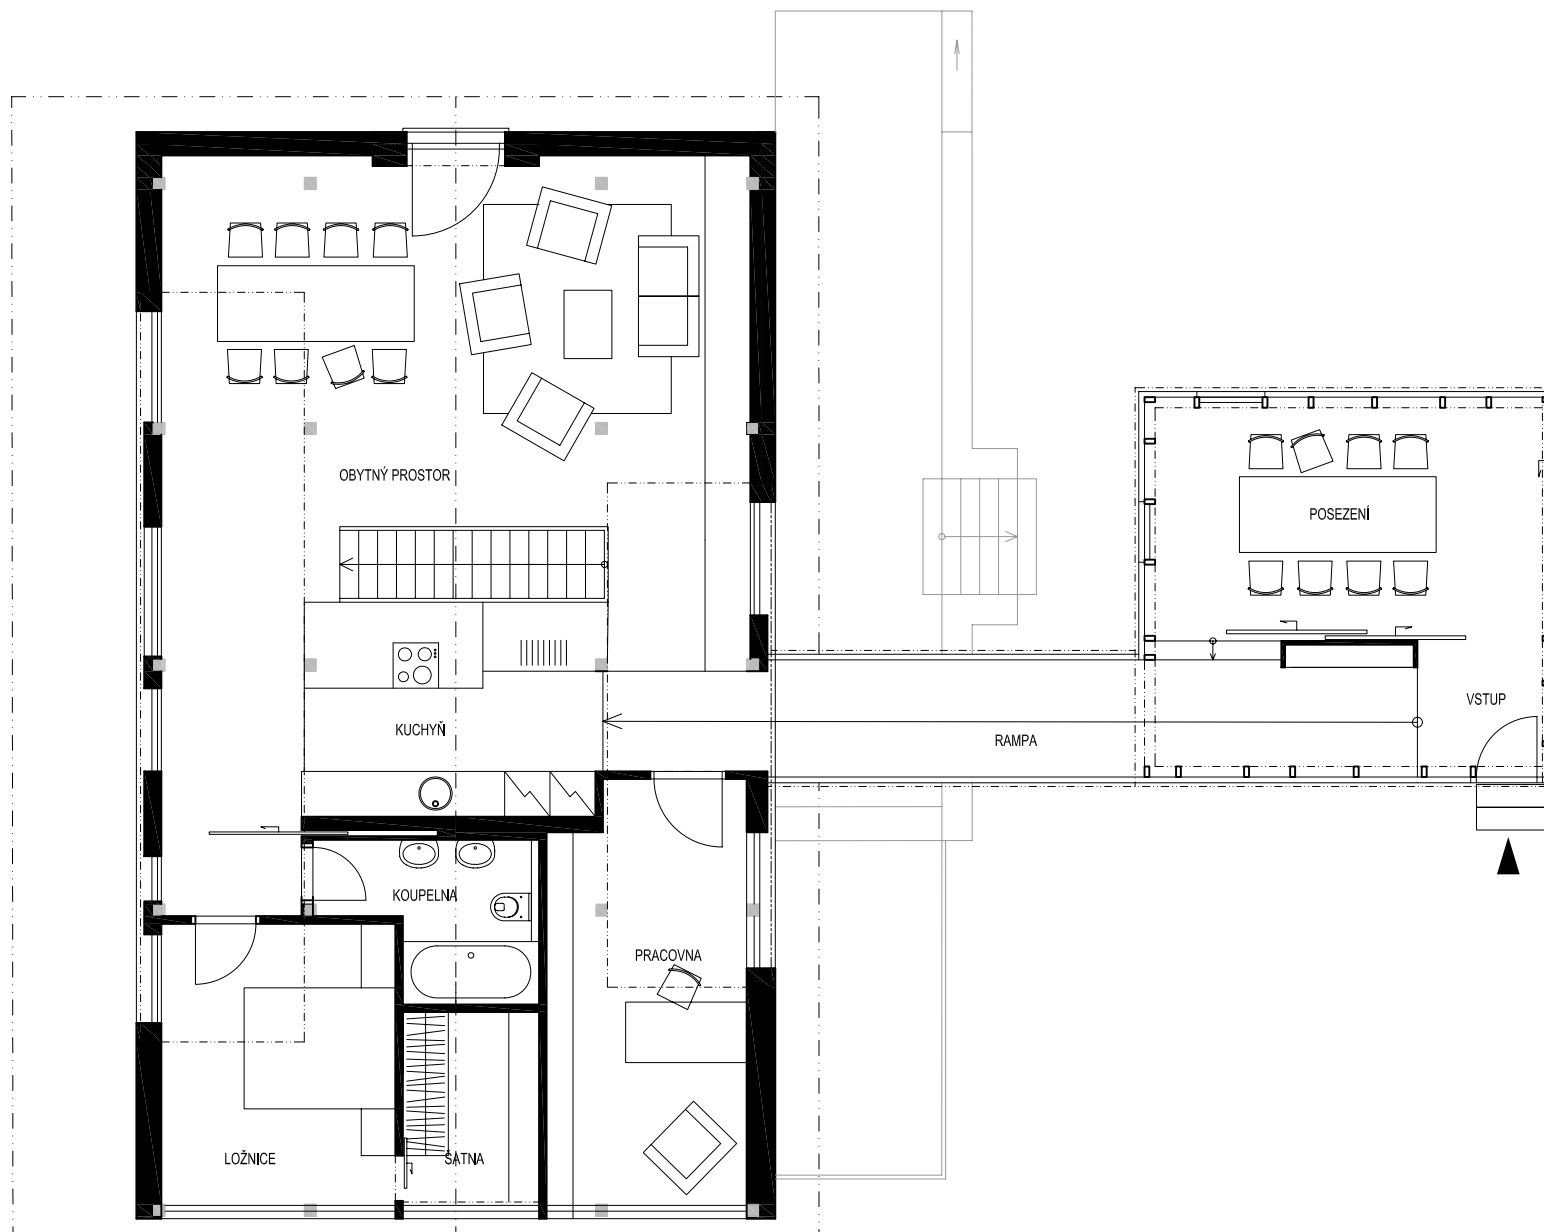 OBYTNÝ PROSTOR
POSEZENÍ
VSTUP
KUCHYŇ
RAMPA
KOUPELNA
PRACOVNA
LOŽNICE
ŠATNA